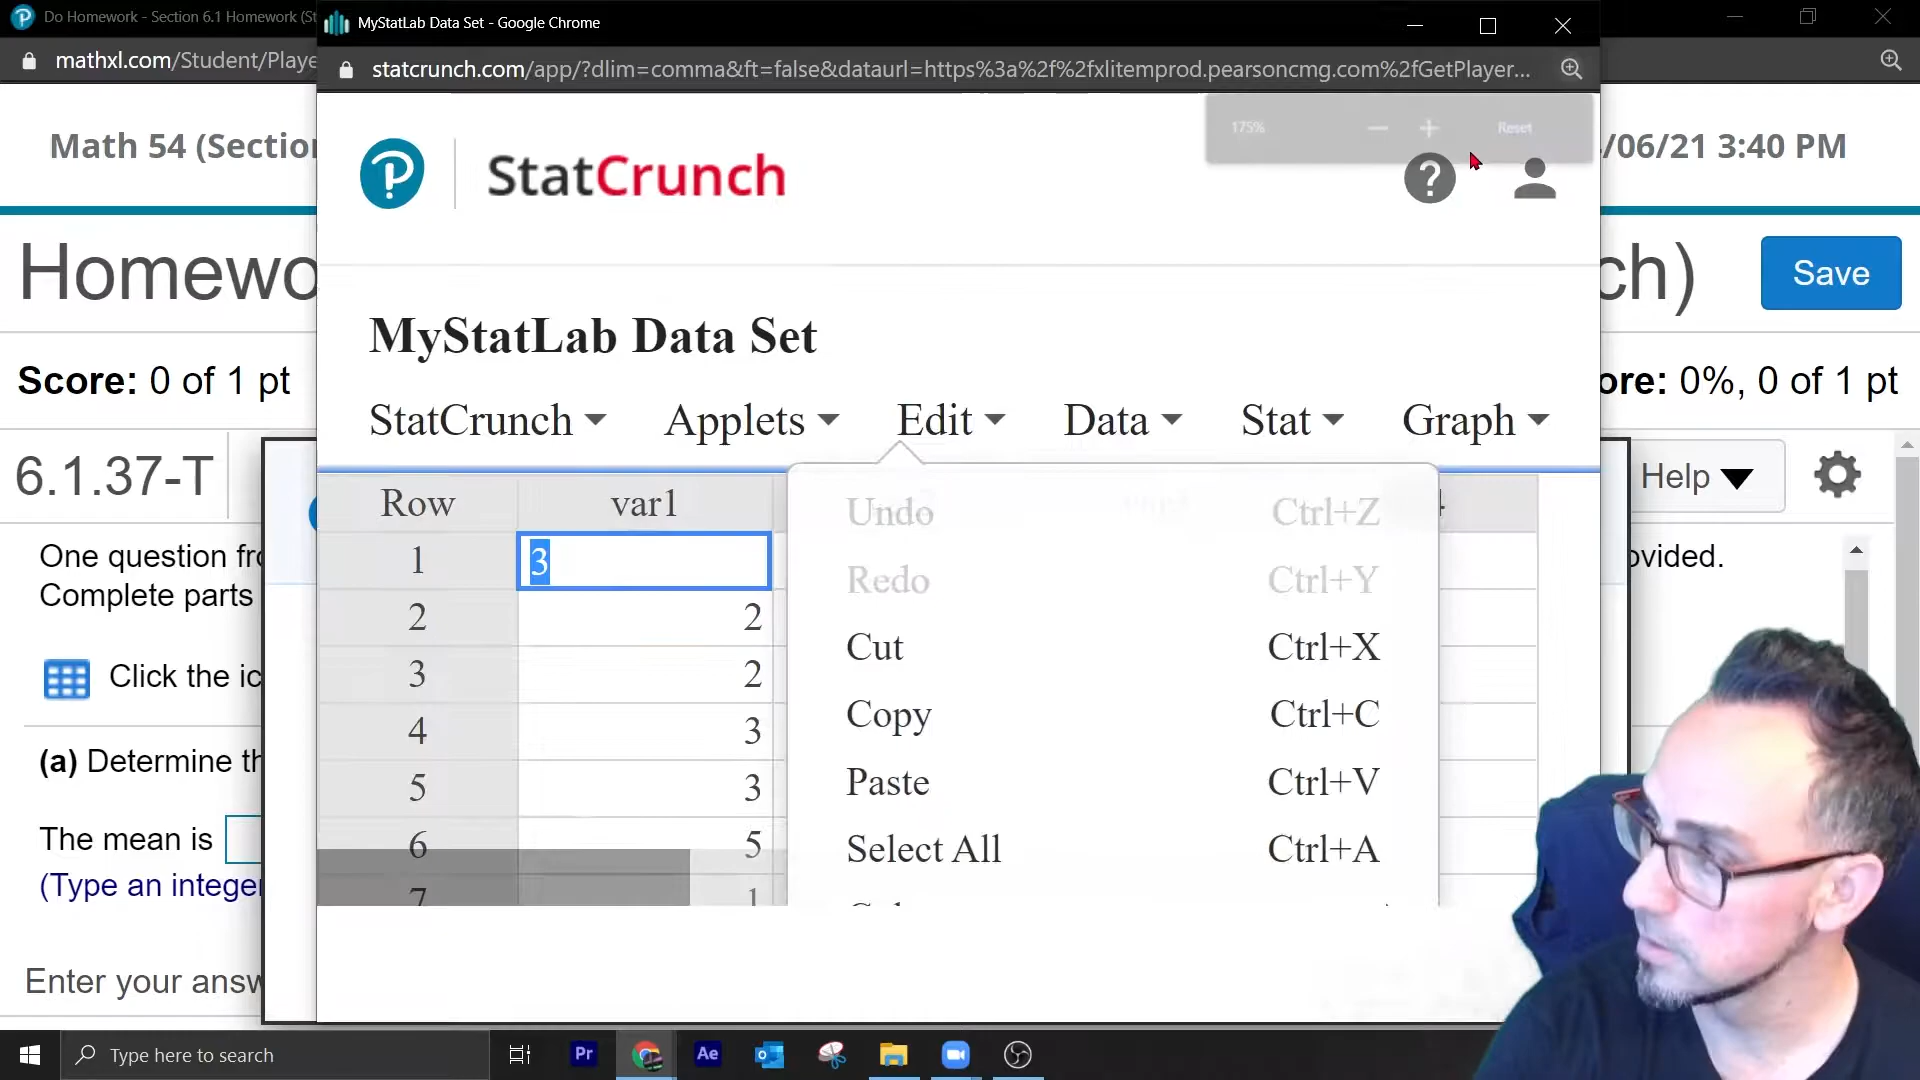 Do Homework - Section 6.1 Homework (St
MyStatLab Data Set - Google Chrome
mathxl.com/Student/Playe
statcrunch.com/app/?dlim=comma&ft=false&dataurl=https%3a%2f%2fxlitemprod.pearsoncmg.com%2fGetPlayer...
175%
Reset
Math 54 (Section
StatCrunch
/06/21 3:40 PM
Homewo
ch)
Save
MyStatLab Data Set
Score: 0 of 1 pt
ore: 0%, 0 of 1 pt
StatCrunch
Applets
Edit
Data
Stat
Graph
6.1.37-T
Help
Row
var1
Undo Ctrl+Z
Redo Ctrl+Y
Cut Ctrl+X
Copy Ctrl+C
Paste Ctrl+V
Select All Ctrl+A
1 3
2 2
3 2
4 3
5 3
6 5
7 1
One question fr
ovided.
Complete parts
Click the ic
(a) Determine th
The mean is
(Type an intege
Enter your answ
Type here to search
Pr
Ae